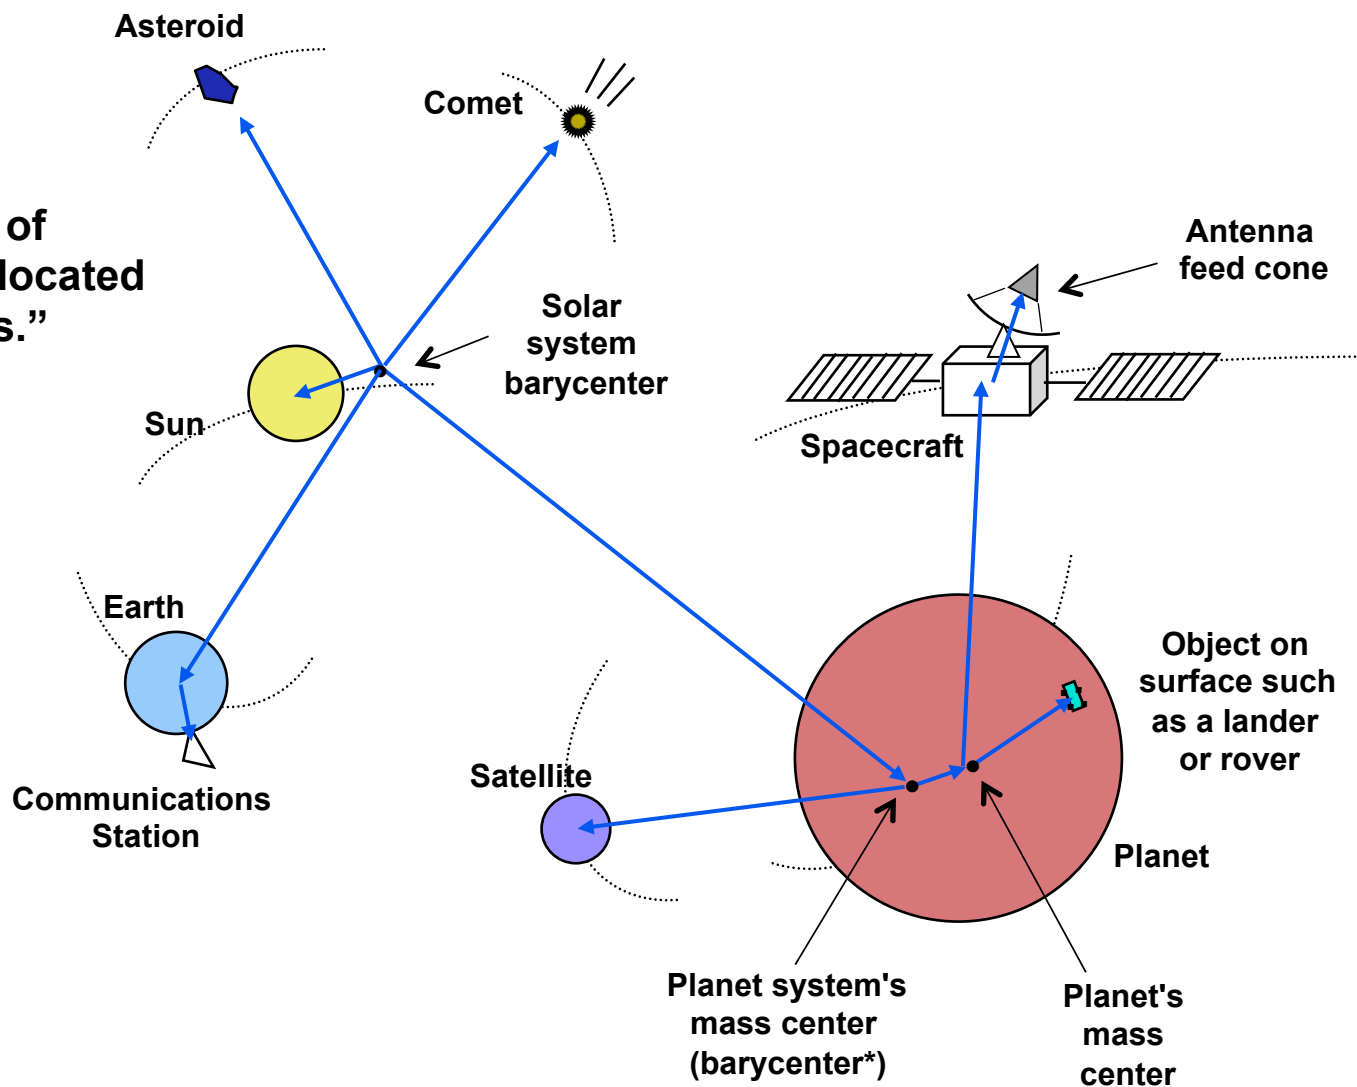 Asteroid
Comet
of
located
s.”
Antenna
feed cone
Solar
system
barycenter
Sun
Spacecraft
Earth
Object on
surface such
as a lander
or rover
Satellite
Communications
Station
Planet
Planet system's
mass center
(barycenter*)
Planet's
mass
center